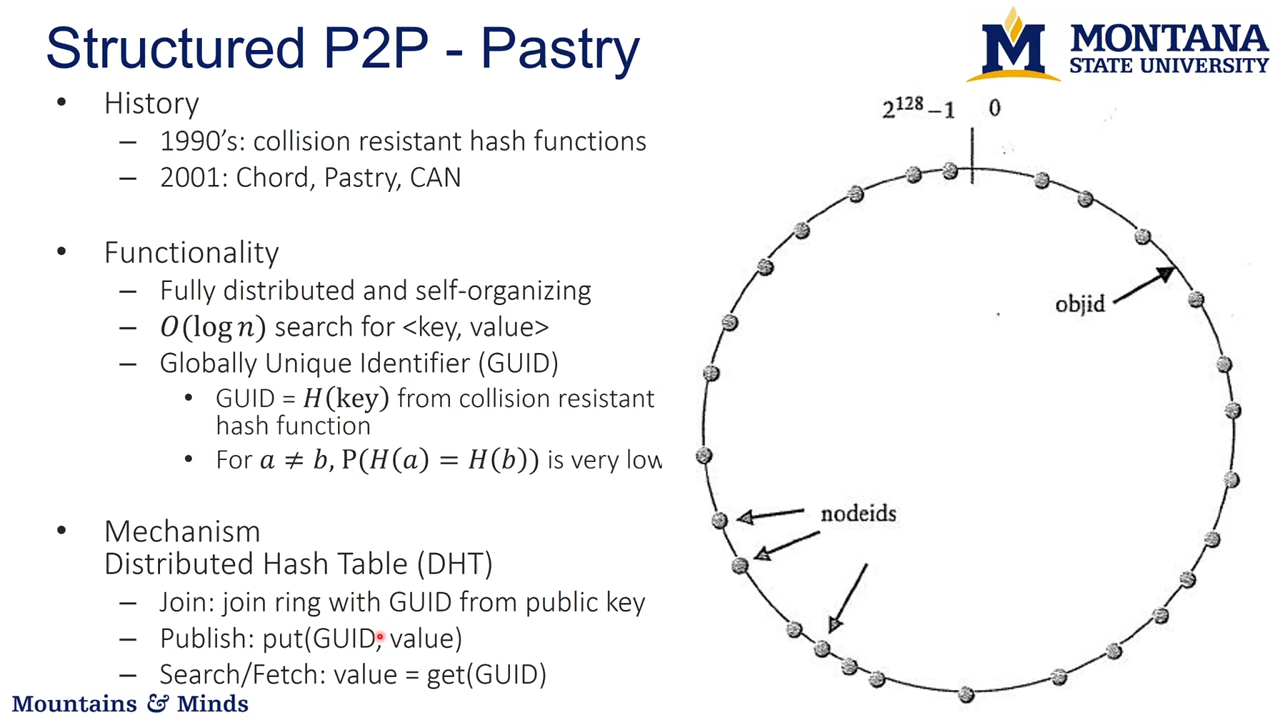 Structured P2P - Pastry
MONTANA
STATE UNIVERSITY
• History
– 1990’s: collision resistant hash functions
– 2001: Chord, Pastry, CAN
• Functionality
– Fully distributed and self-organizing
– O(log n) search for <key, value>
– Globally Unique Identifier (GUID)
• GUID = H(key) from collision resistant
hash function
• For a ≠ b, P(H(a) = H(b)) is very low
• Mechanism
Distributed Hash Table (DHT)
– Join: join ring with GUID from public key
– Publish: put(GUID, value)
– Search/Fetch: value = get(GUID)
Mountains & Minds
2^128 – 1 0
objid
nodeids